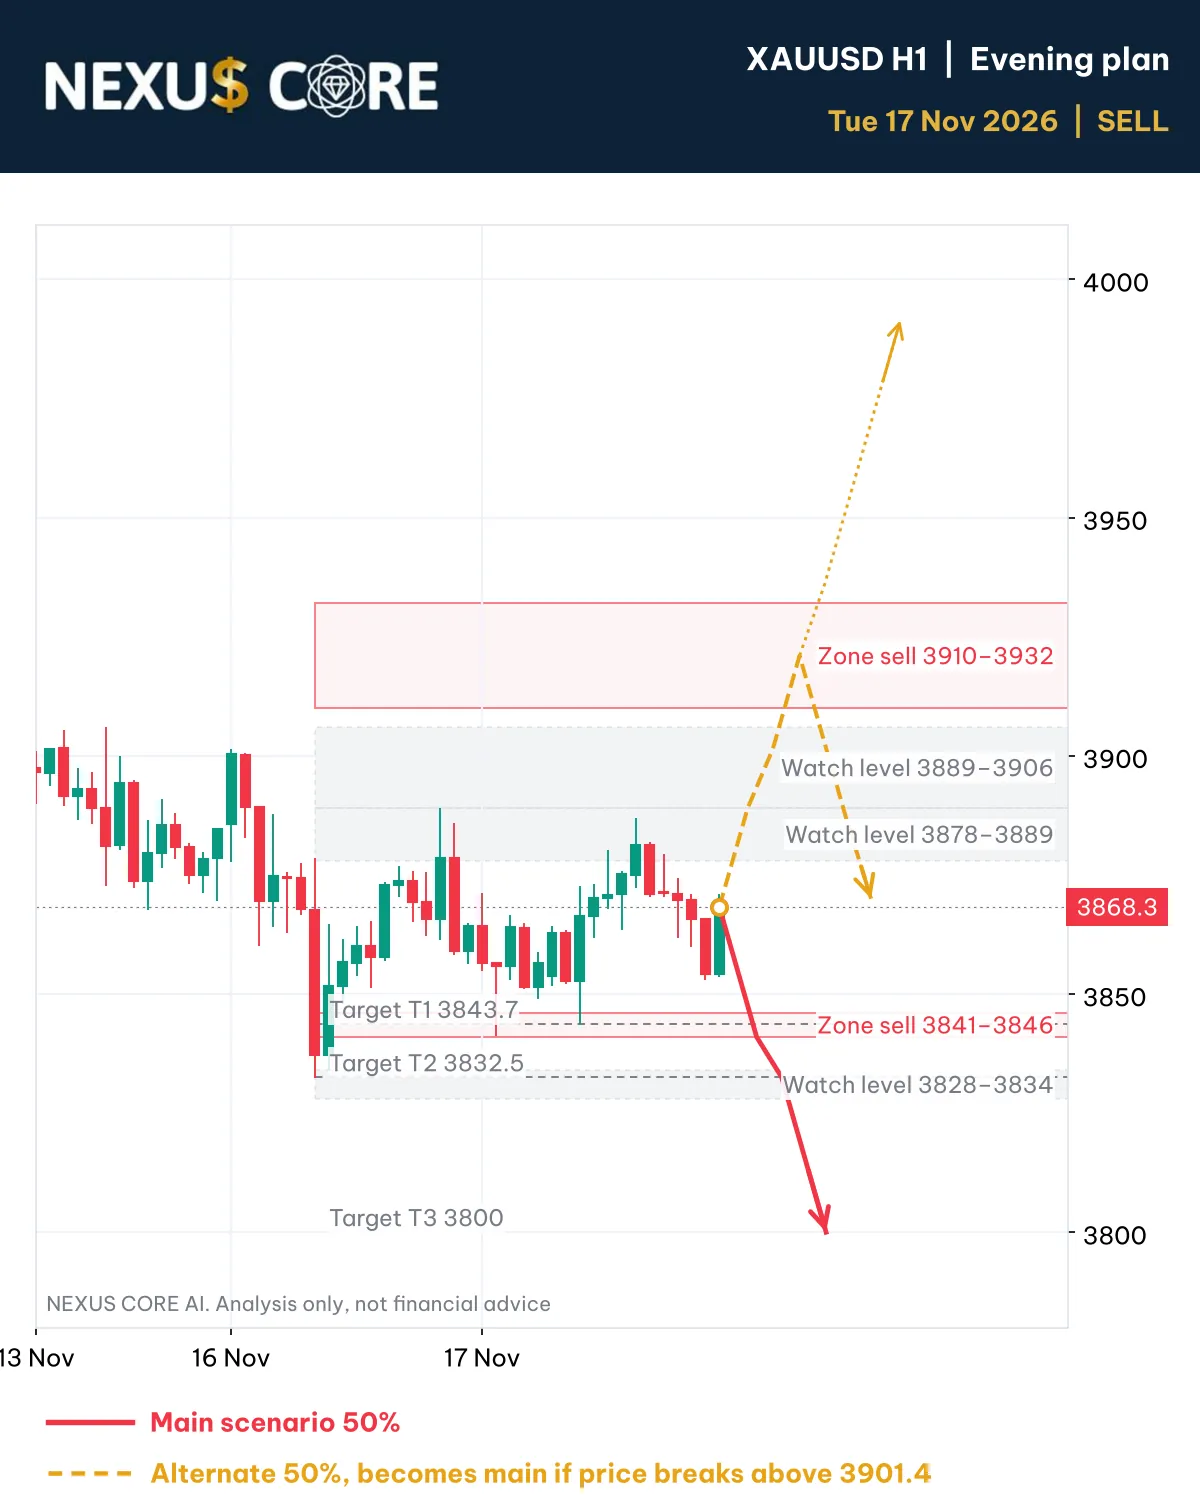 NEXU$ CORE
XAUUSD H1 | Evening plan
Tue 17 Nov 2026 | SELL
4000
3950
Zone sell 3910–3932
3900
Watch level 3889–3906
Watch level 3878–3889
3868.3
3850
Target T1 3843.7
Zone sell 3841–3846
Target T2 3832.5
Watch level 3828–3834
Target T3 3800
3800
NEXUS CORE AI. Analysis only, not financial advice
13 Nov
16 Nov
17 Nov
Main scenario 50%
Alternate 50%, becomes main if price breaks above 3901.4